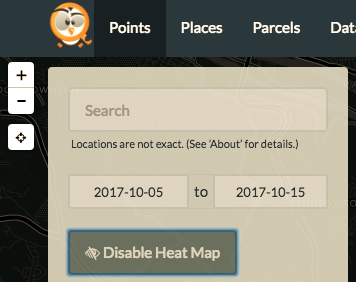 Points Places Parcels Dat
+
−
Search
Locations are not exact. (See 'About' for details.)
2017-10-05 to 2017-10-15
Disable Heat Map